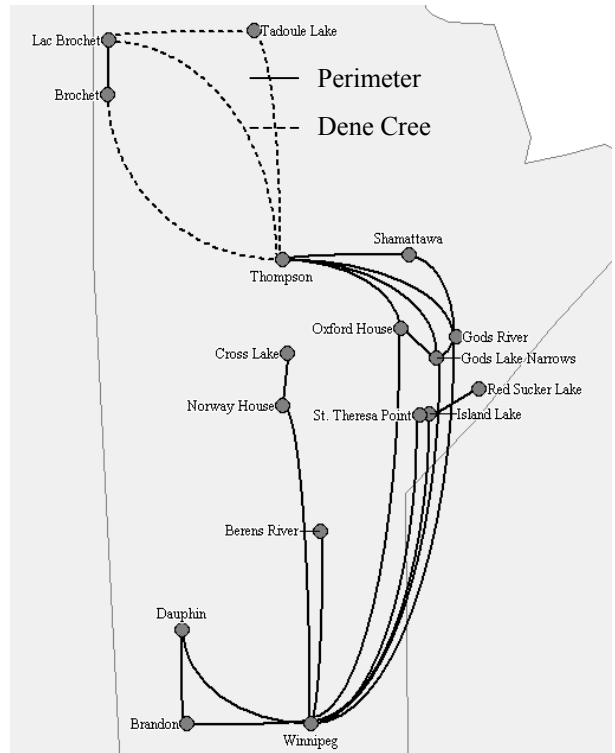 Tadoule Lake
Lac Brochet
Perimeter
Brochet
Dene Cree
Shamattawa
Thompson
Oxford House
Gods River
Cross Lake
Gods Lake Narrows
Red Sucker Lake
Norway House
St. Theresa Point
Island Lake
Berens River
Dauphin
Brandon
Winnipeg